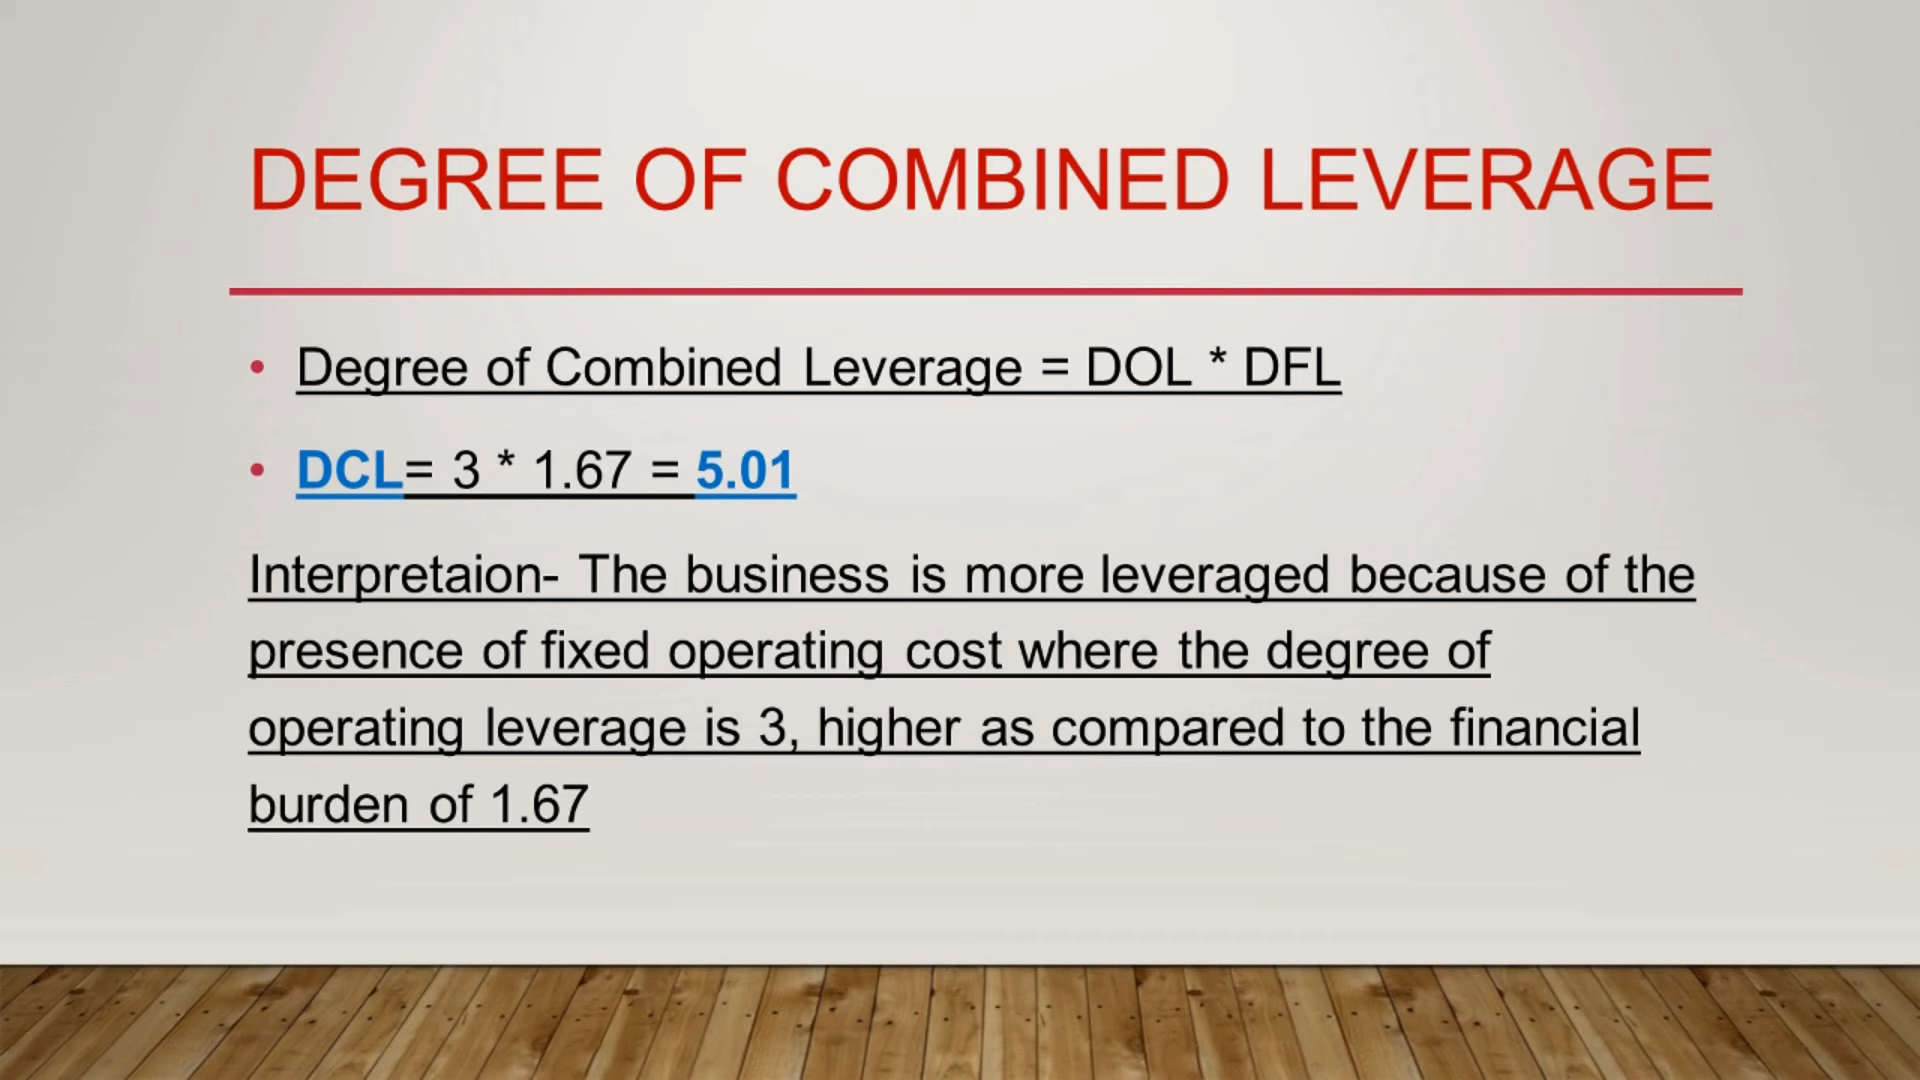 DEGREE OF COMBINED LEVERAGE
• Degree of Combined Leverage = DOL * DFL
• DCL= 3 * 1.67 = 5.01
Interpretaion- The business is more leveraged because of the
presence of fixed operating cost where the degree of
operating leverage is 3, higher as compared to the financial
burden of 1.67